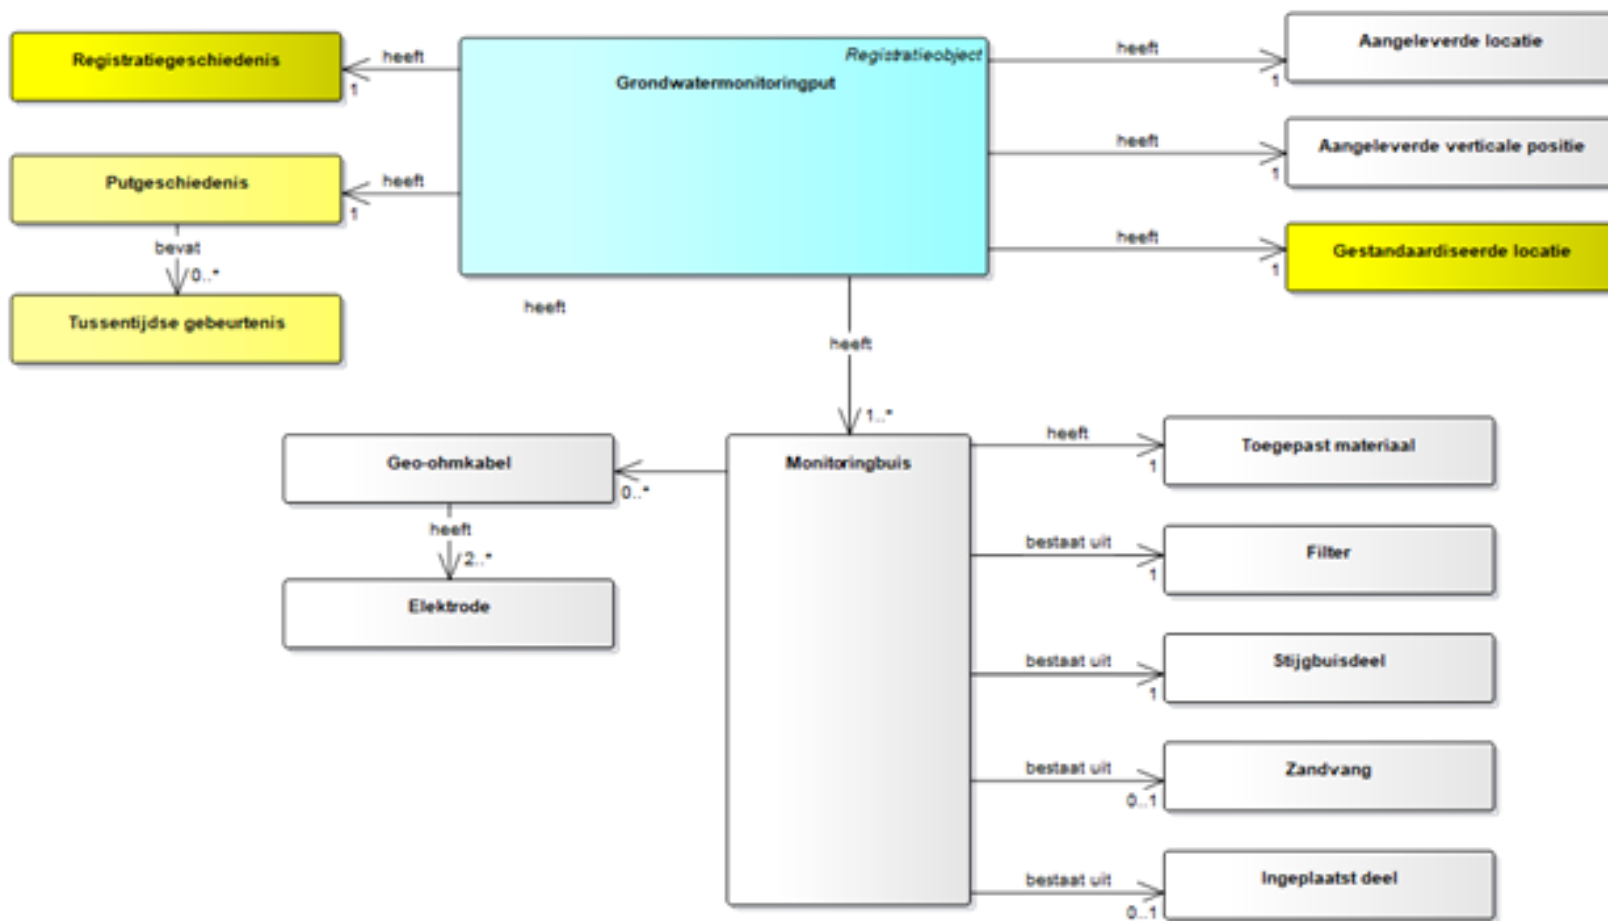 Registratiegeschiedenis
heeft
1
Registratieobject
Grondwatermonitoringput
heeft
1
Aangeleverde locatie
heeft
1
Aangeleverde verticale positie
Putgeschiedenis
heeft
1
heeft
1
Gestandaardiseerde locatie
bevat
0..*
Tussentijdse gebeurtenis
heeft
heeft
1..*
Geo-ohmkabel
0..*
Monitoringbuis
heeft
1
Toegepast materiaal
heeft
2..*
Elektrode
bestaat uit
1
Filter
bestaat uit
1
Stijgbuisdeel
bestaat uit
0..1
Zandvang
bestaat uit
0..1
Ingeplaatst deel